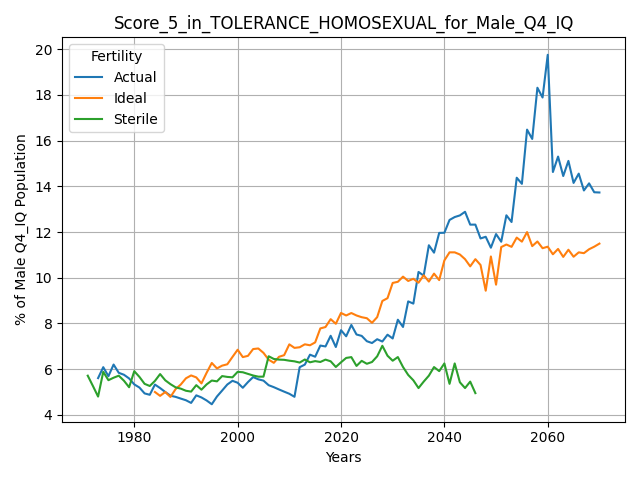 Score_5_in_TOLERANCE_HOMOSEXUAL_for_Male_Q4_IQ
Fertility
Actual
Ideal
Sterile
% of Male Q4_IQ Population
20
18
16
14
12
10
8
6
4
1980 2000 2020 2040 2060
Years